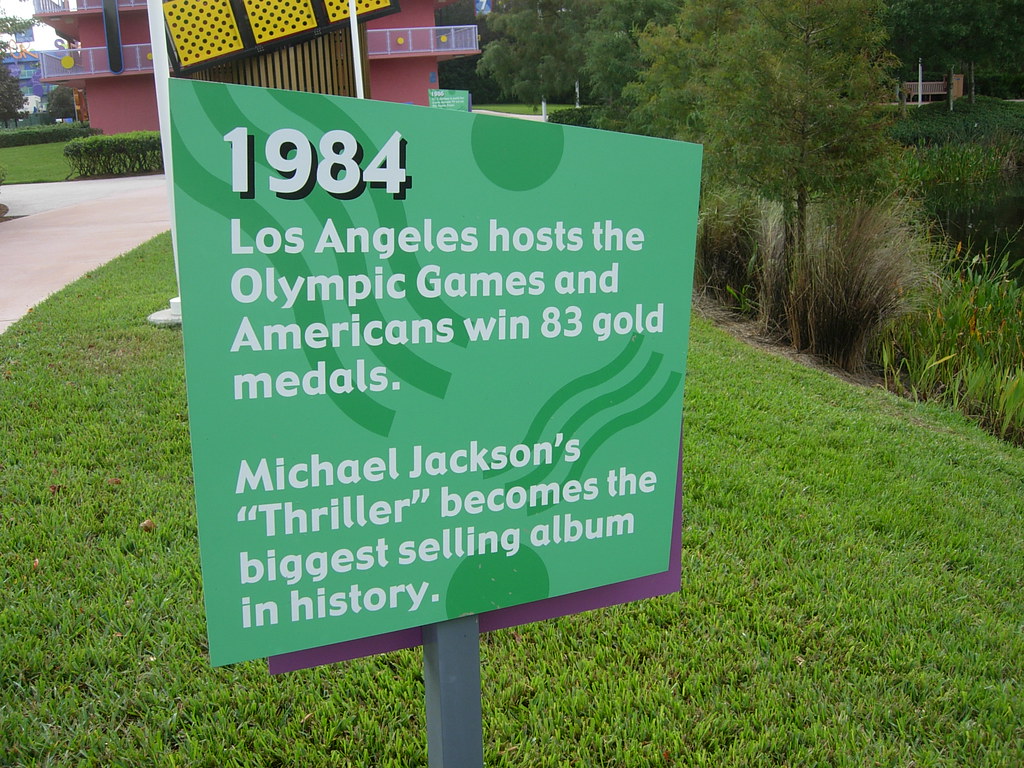 1984
Los Angeles hosts the
Olympic Games and
Americans win 83 gold
medals.
Michael Jackson's
"Thriller" becomes the
biggest selling album
in history.